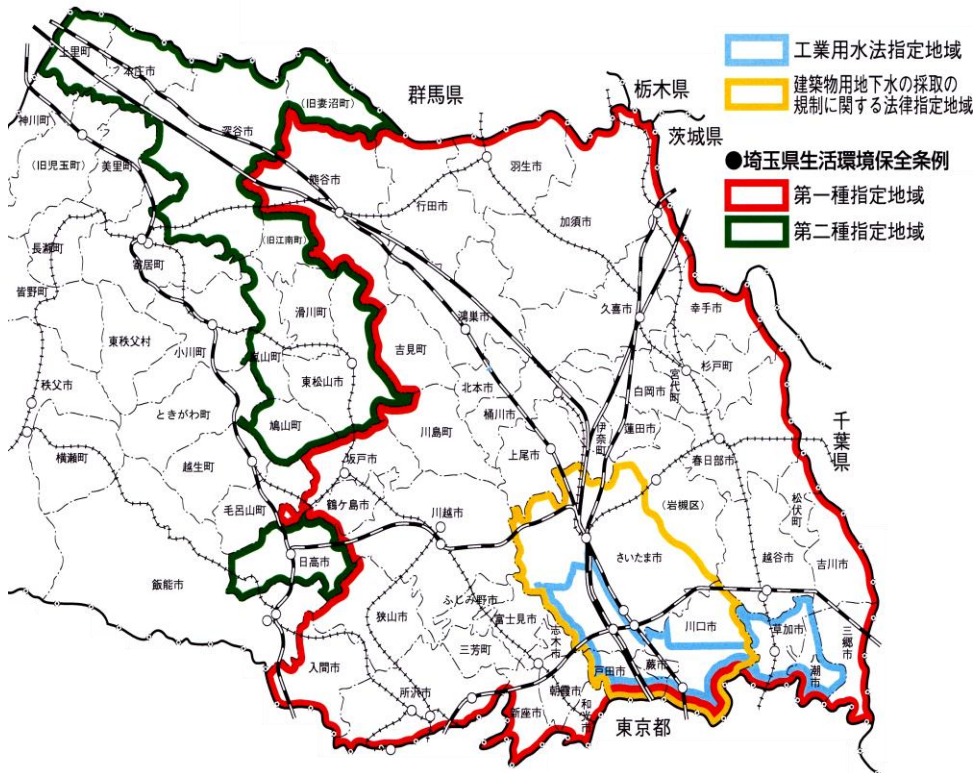 工業用水法指定地域
建築物用地下水の採取の
規制に関する法律指定地域
●埼玉県生活環境保全条例
第一種指定地域
第二種指定地域
群馬県
栃木県
茨城県
千葉県
東京都
上里町
本庄市
(旧妻沼町)
神川町
深谷市
(旧児玉町)
美里町
熊谷市
羽生市
行田市
加須市
長瀞町
寄居町
(旧江南町)
皆野町
滑川町
鴻巣市
久喜市
幸手市
東秩父村
小川町
嵐山町
吉見町
東松山市
北本市
宮代町
杉戸町
秩父市
ときがわ町
鳩山町
桶川市
白岡市
川島町
伊奈町
蓮田市
横瀬町
越生町
坂戸市
上尾市
春日部市
毛呂山町
鶴ケ島市
川越市
(岩槻区)
松伏町
日高市
さいたま市
越谷市
吉川市
飯能市
狭山市
ふじみ野市
富士見市
志木市
川口市
草加市
三郷市
入間市
三芳町
戸田市
蕨市
八潮市
所沢市
朝霞市
新座市
和光市